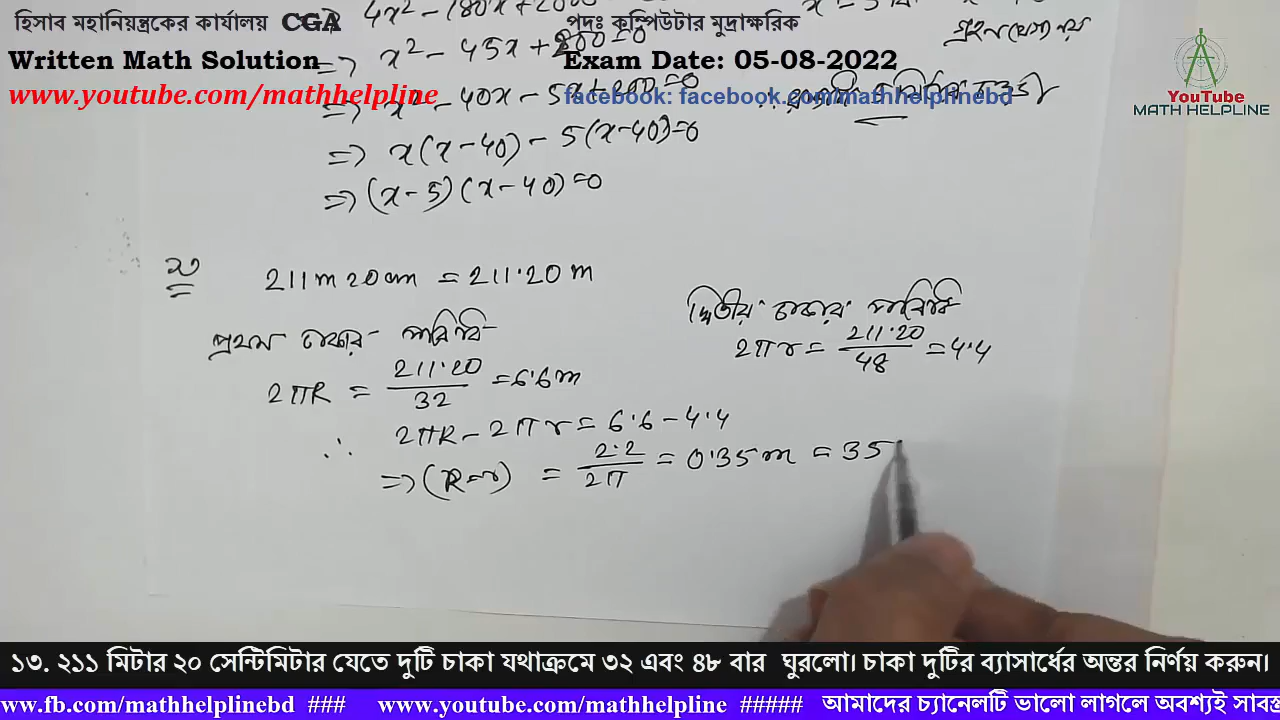 হিসাব মহানিয়ন্ত্রকের কার্যালয় CGA
পদঃ কম্পিউটার মুদ্রাক্ষরিক
Written Math Solution
Exam Date: 05-08-2022
www.youtube.com/mathhelpline
facebook: facebook.com/mathhelplinebd
YouTube
MATH HELPLINE
=> x² - 45x + 200 = 0
=> x² - 40x - 5x + 200 = 0
=> x(x-40) - 5(x-40) = 0
=> (x-5)(x-40) = 0
211m 20cm = 211.20 m
প্রথম চাকার পরিধি
2πR = 211.20/32 = 6.6m
দ্বিতীয় চাকার পরিধি
2πr = 211.20/48 = 4.4
∴ 2πR - 2πr = 6.6 - 4.4
=> (R-r) = 2.2/2π = 0.35m = 35
১৩. ২১১ মিটার ২০ সেন্টিমিটার যেতে দুটি চাকা যথাক্রমে ৩২ এবং ৪৮ বার ঘুরলো। চাকা দুটির ব্যাসার্ধের অন্তর নির্ণয় করুন।
ww.fb.com/mathhelplinebd ### www.youtube.com/mathhelpline ##### আমাদের চ্যানেলটি ভালো লাগলে অবশ্যই সাবস্